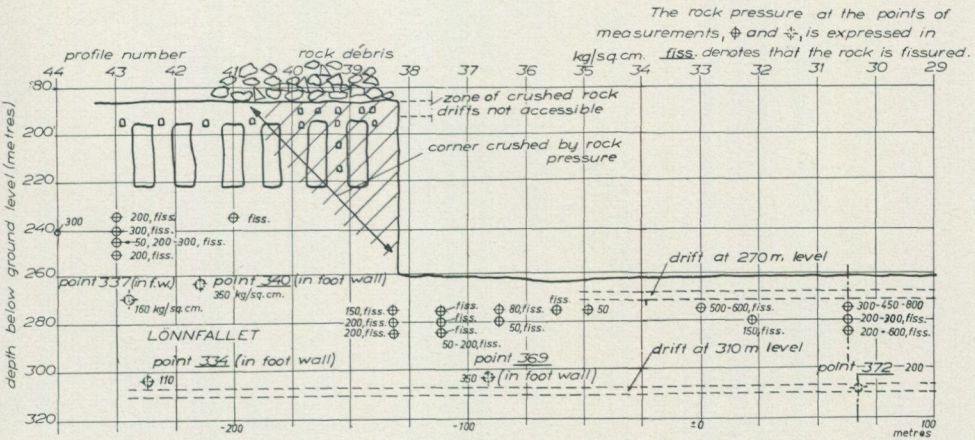 The rock pressure at the points of
measurements, and , is expressed in
kg/sq.cm. fiss. denotes that the rock is fissured.
profile number
rock débris
44 43 42 41 40 39 38 37 36 35 34 33 32 31 30 29
depth below ground level (metres)
180
200
220
240
260
280
300
320
zone of crushed rock
drifts not accessible
corner crushed by rock
pressure
300
200, fiss.
300, fiss.
50, 200-300, fiss.
200, fiss.
fiss.
drift at 270 m level
point 337 (in f.w.)
160 kg/sq.cm.
point 340 (in foot wall)
350 kg/sq.cm.
150, fiss.
200, fiss.
200, fiss.
fiss.
fiss.
fiss.
50-200, fiss.
80, fiss.
50, fiss.
fiss.
50
500-600, fiss.
150, fiss.
300-450-800
200-300, fiss.
200-600, fiss.
LÖNNFALLET
point 334 (in foot wall)
110
point 369
350 (in foot wall)
drift at 310 m level
point 372 200
-200 -100 ±0 100
metres